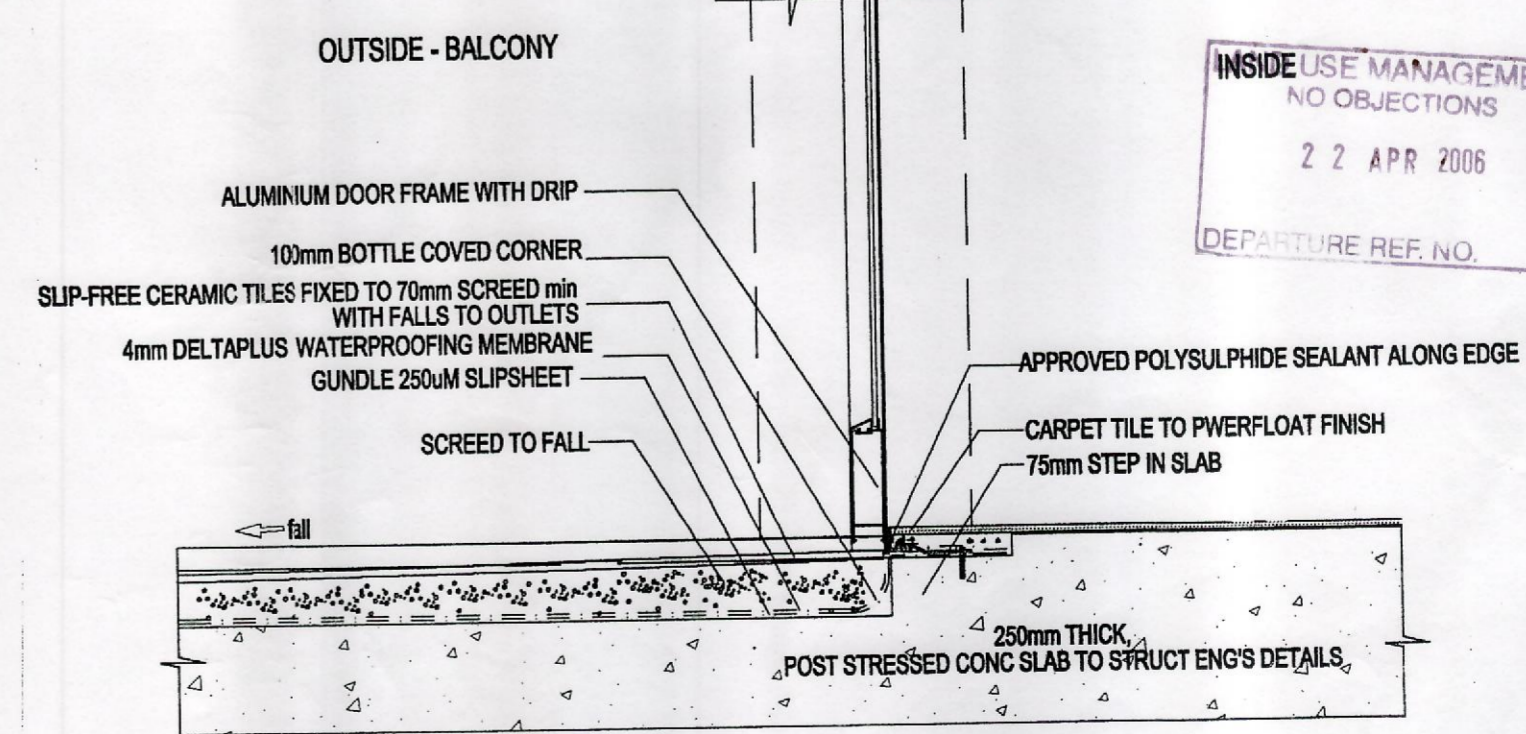 OUTSIDE - BALCONY
INSIDE
USE MANAGEME
NO OBJECTIONS
22 APR 2006
DEPARTURE REF. NO.
ALUMINIUM DOOR FRAME WITH DRIP
100mm BOTTLE COVED CORNER
SLIP-FREE CERAMIC TILES FIXED TO 70mm SCREED min
WITH FALLS TO OUTLETS
4mm DELTAPLUS WATERPROOFING MEMBRANE
GUNDLE 250uM SLIPSHEET
SCREED TO FALL
fall
APPROVED POLYSULPHIDE SEALANT ALONG EDGE
CARPET TILE TO PWERFLOAT FINISH
75mm STEP IN SLAB
250mm THICK,
POST STRESSED CONC SLAB TO STRUCT ENG'S DETAILS